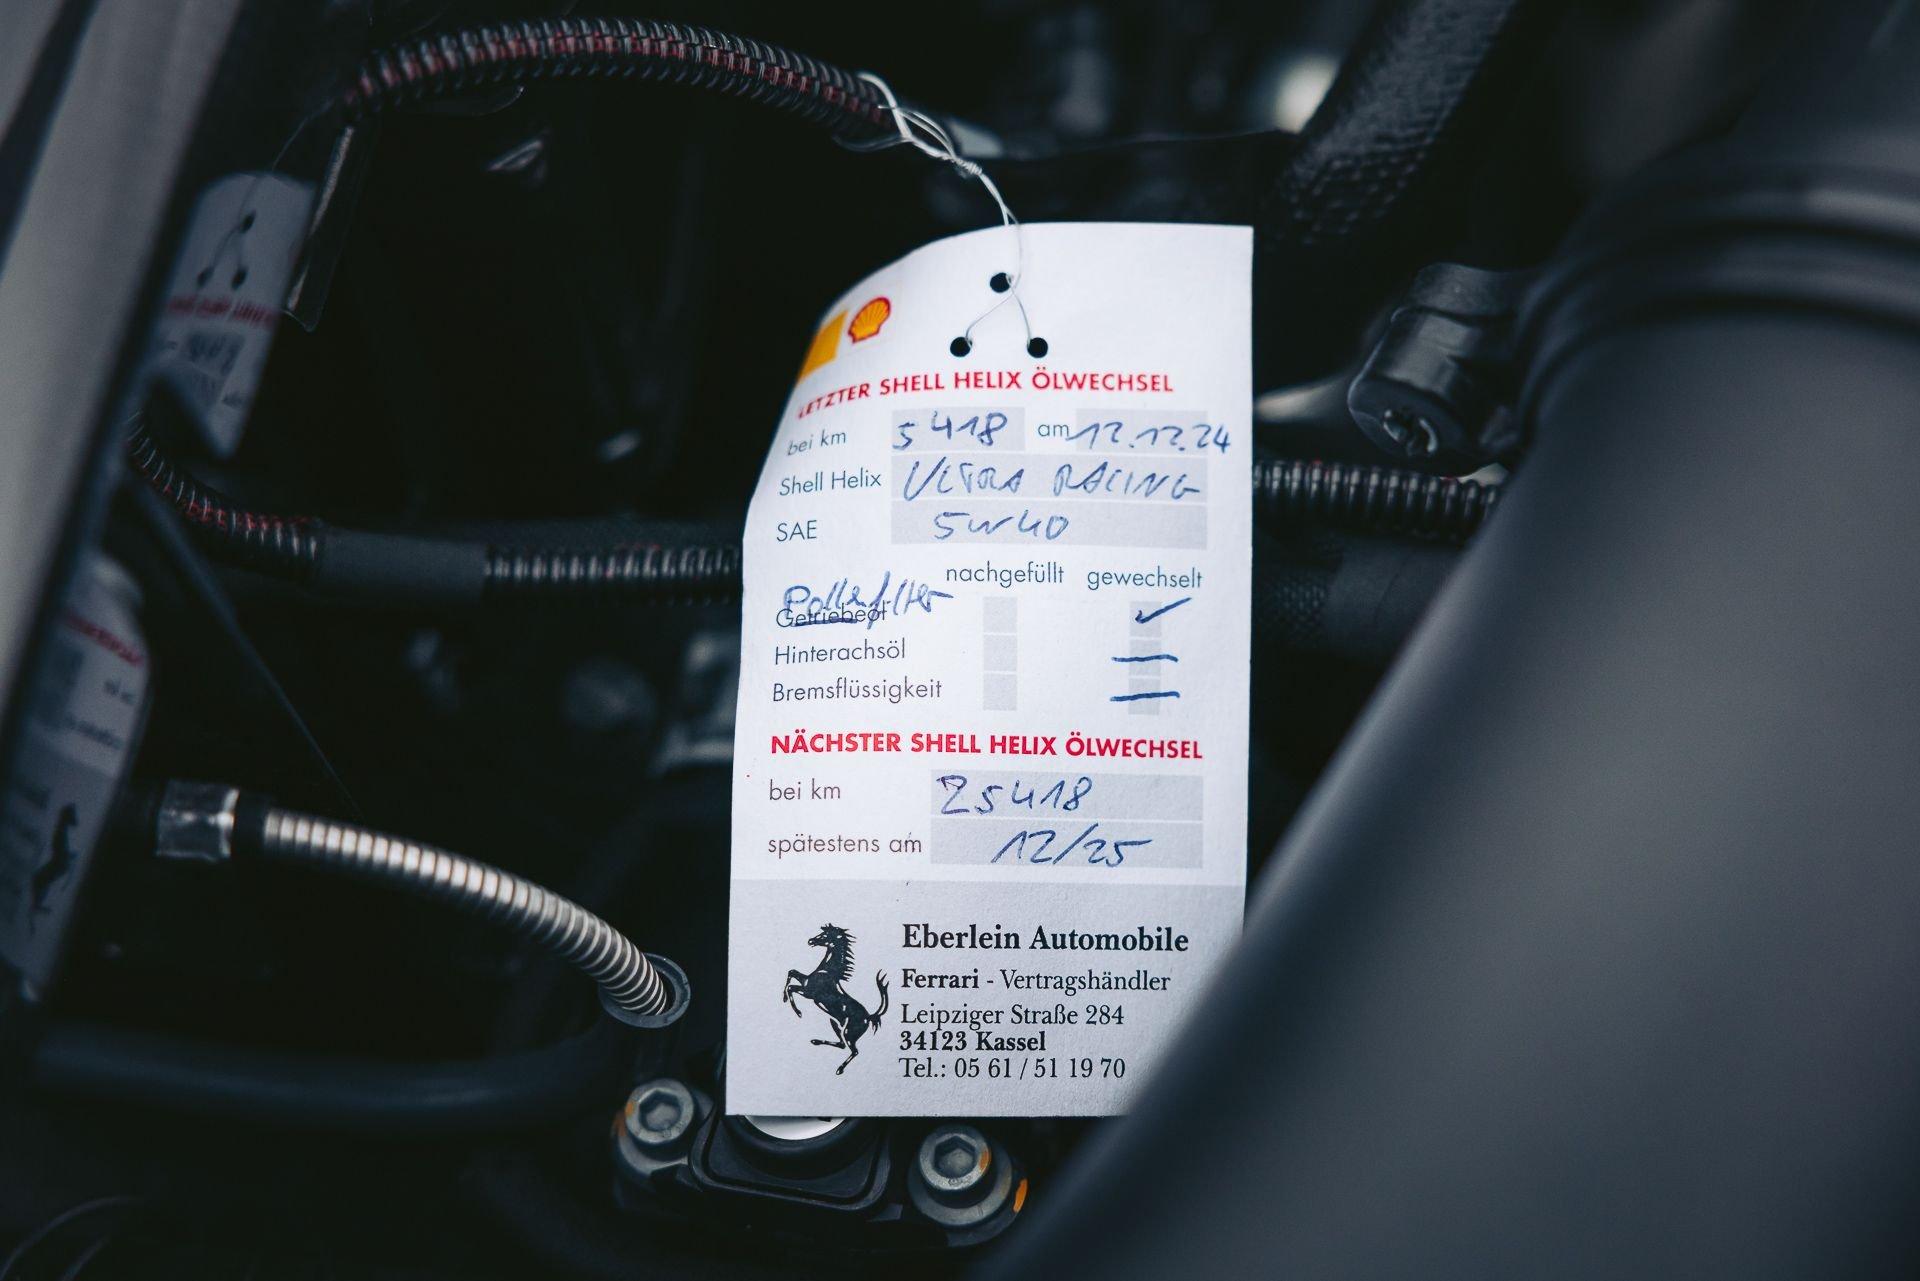 LETZTER SHELL HELIX ÖLWECHSEL
bei km 5418 am 12.12.24
Shell Helix ULTRA RACING
SAE 5W40
nachgefüllt gewechselt
Pollenfilter
Getriebeöl
Hinterachsöl
Bremsflüssigkeit
NÄCHSTER SHELL HELIX ÖLWECHSEL
bei km 25418
spätestens am 12/25
Eberlein Automobile
Ferrari - Vertragshändler
Leipziger Straße 284
34123 Kassel
Tel.: 05 61 / 51 19 70